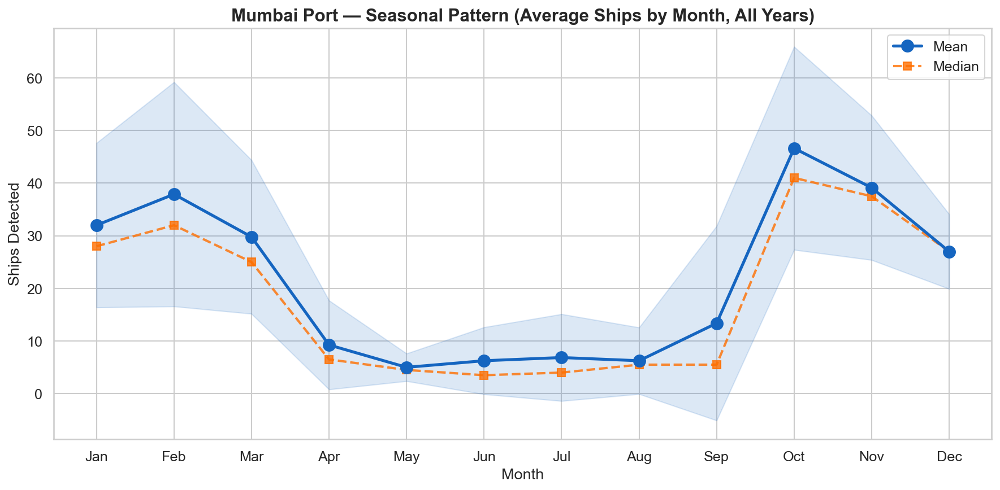 Mumbai Port — Seasonal Pattern (Average Ships by Month, All Years)
Mean
Median
Ships Detected
60
50
40
30
20
10
0
Jan Feb Mar Apr May Jun Jul Aug Sep Oct Nov Dec
Month